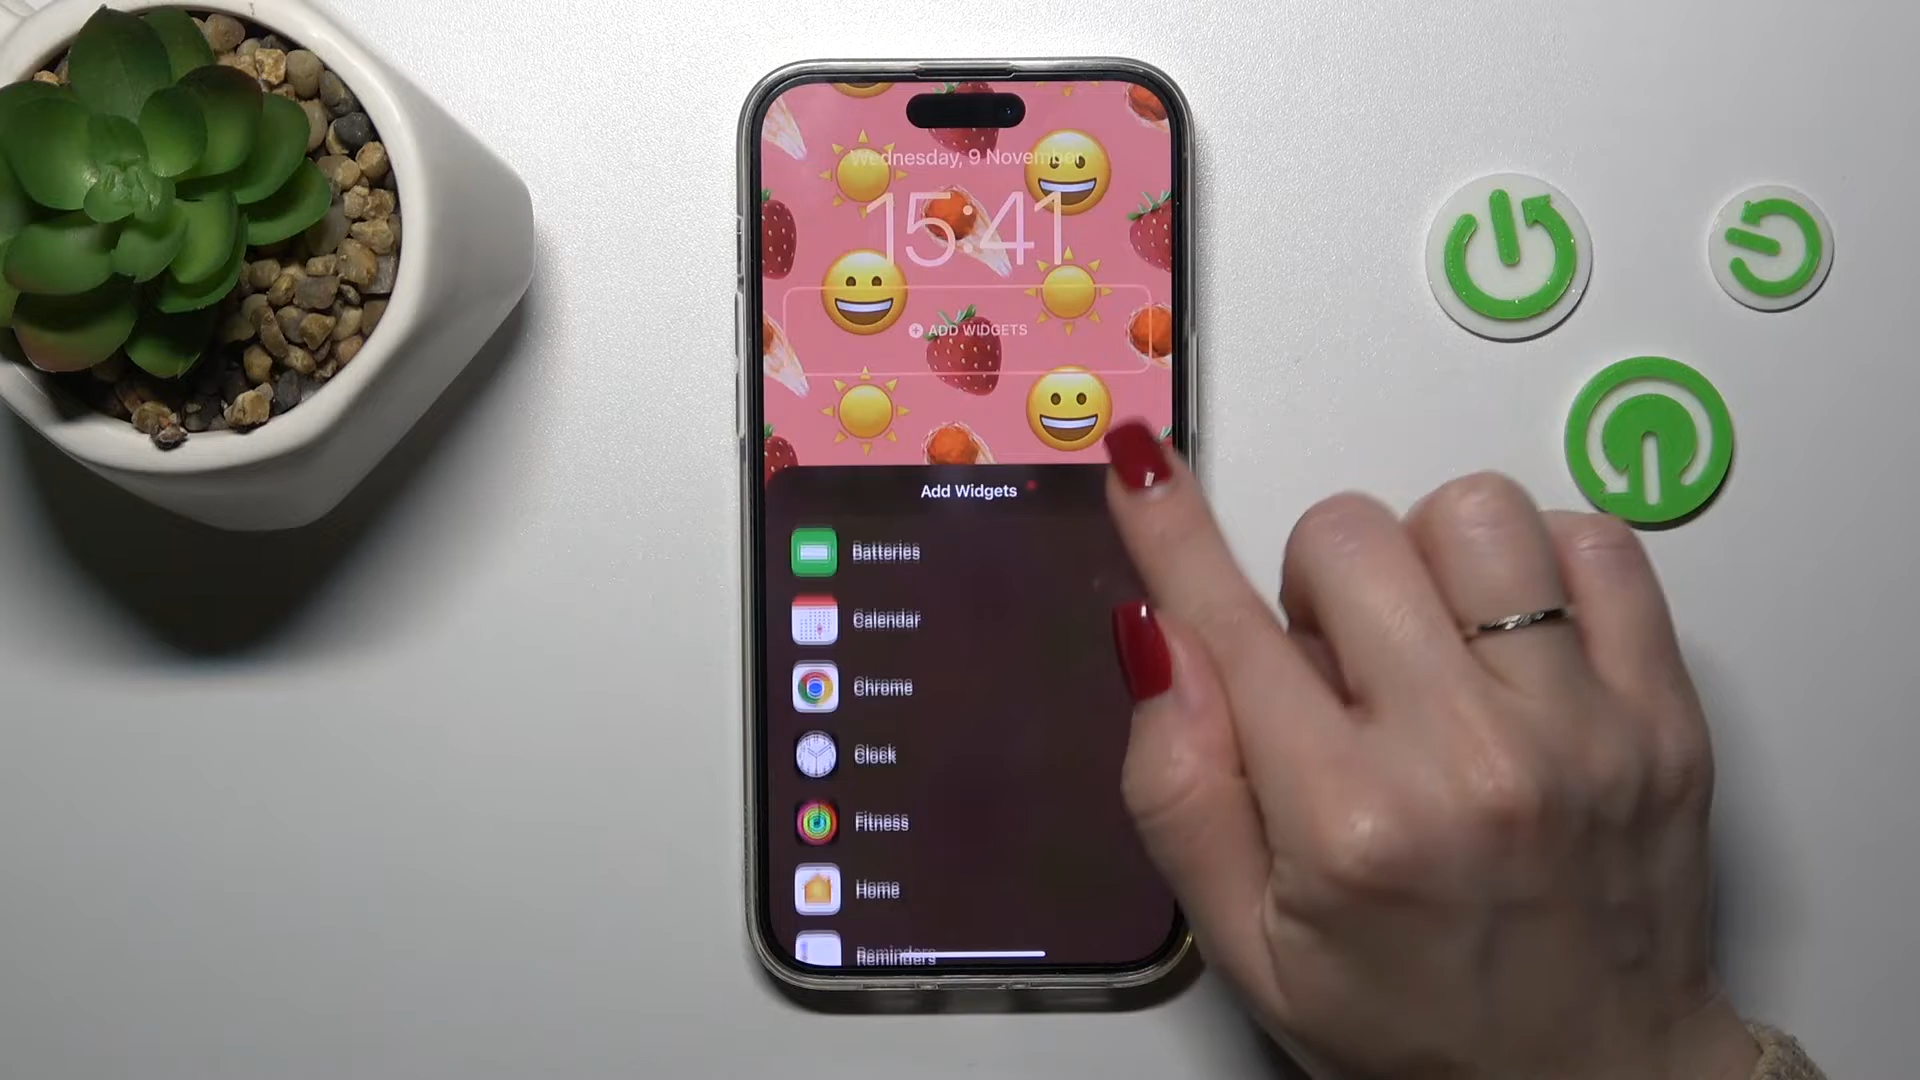 Wednesday, 9 November
15:41
ADD WIDGETS
Add Widgets
Batteries
Calendar
Chrome
Clock
Fitness
Home
Reminders